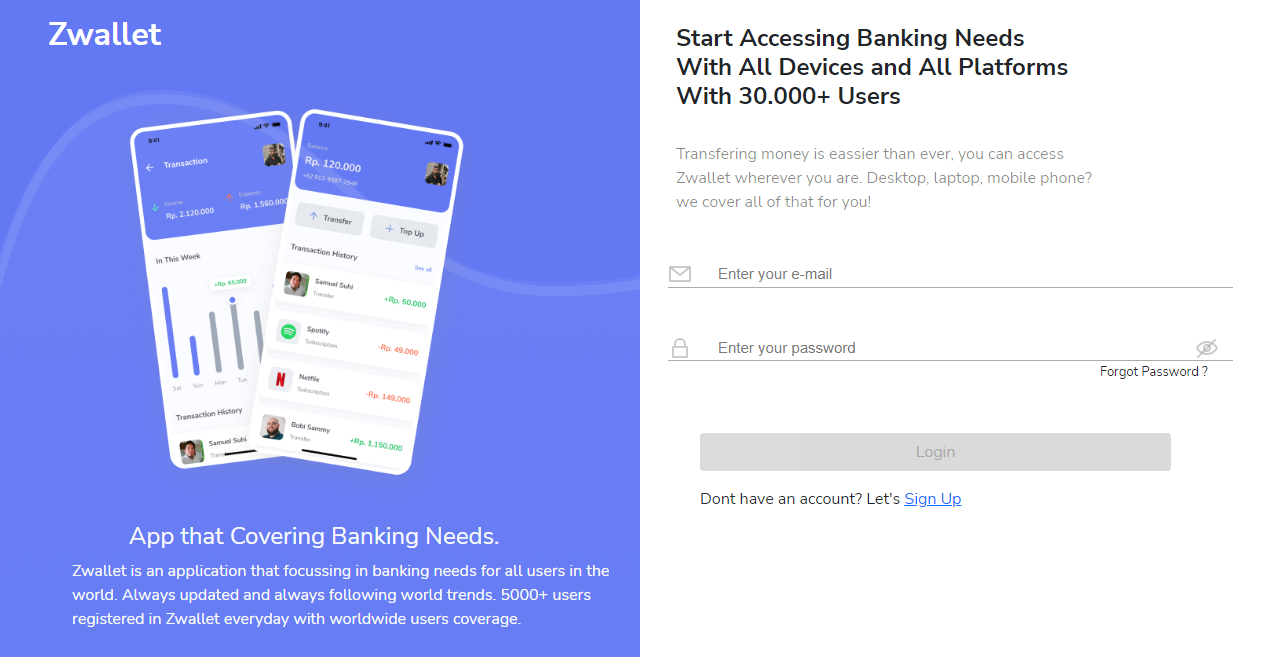 Zwallet
9:41
Transaction
Income
Rp. 2.120.000
Expense
Rp. 1.560.000
In This Week
+Rp. 65.000
Sat
Sun
Mon
Tue
Transaction History
Samuel Suhi
9:41
Balance
Rp. 120.000
+62 813-9387-7946
Transfer
Top Up
Transaction History
See all
Samuel Suhi
Transfer
+Rp. 50.000
Spotify
Subscription
-Rp. 49.000
Netflix
Subscription
-Rp. 149.000
Bobi Sammy
Transfer
+Rp. 1.150.000
App that Covering Banking Needs.
Zwallet is an application that focussing in banking needs for all users in the
world. Always updated and always following world trends. 5000+ users
registered in Zwallet everyday with worldwide users coverage.
Start Accessing Banking Needs
With All Devices and All Platforms
With 30.000+ Users
Transfering money is eassier than ever, you can access
Zwallet wherever you are. Desktop, laptop, mobile phone?
we cover all of that for you!
Enter your e-mail
Enter your password
Forgot Password ?
Login
Dont have an account? Let's Sign Up